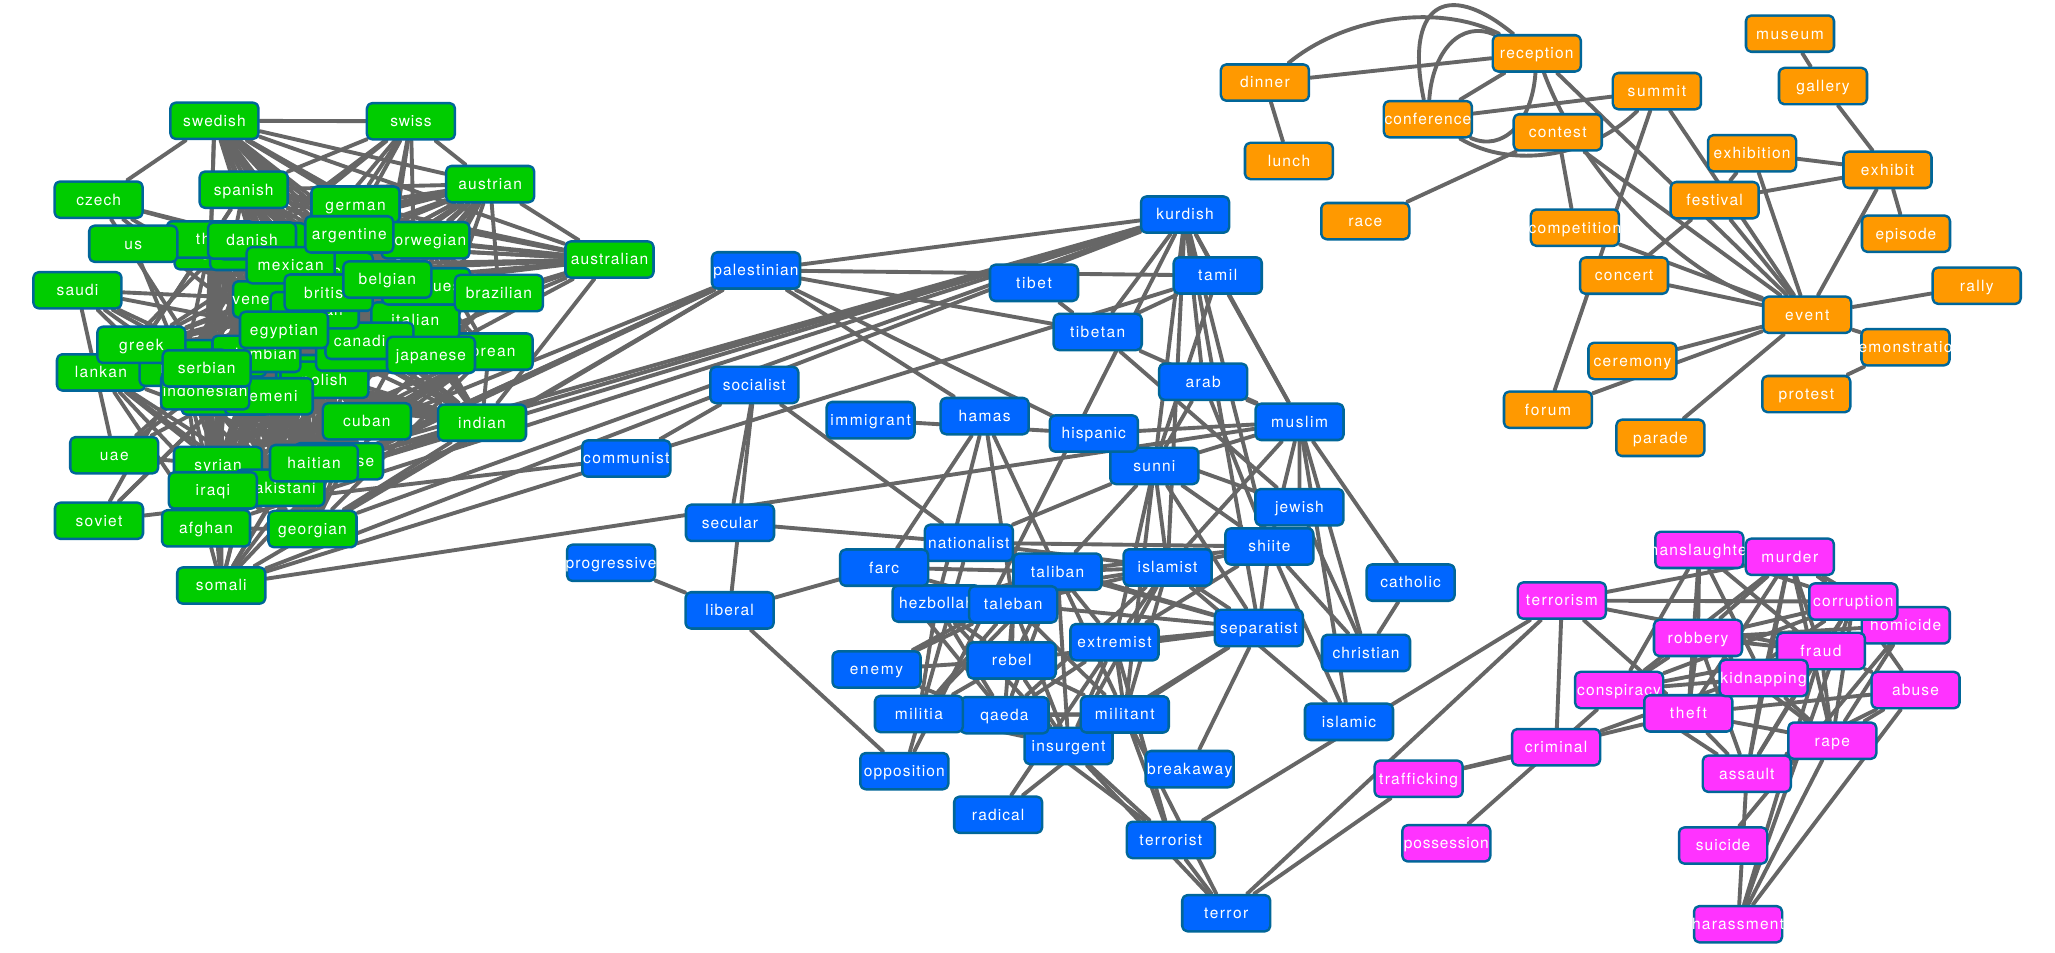 swedish
swiss
spanish
austrian
czech
german
us
th
danish
argentine
orwegian
australian
mexican
belgian
saudi
vene
britis
ues
brazilian
egyptian
italian
greek
canadi
japanese
rean
lankan
serbian
mbian
indonesian
emeni
lish
cuban
indian
uae
syrian
haitian
se
iraqi
akistani
soviet
afghan
georgian
somali
kurdish
palestinian
tibet
tamil
tibetan
socialist
arab
immigrant
hamas
hispanic
muslim
communist
sunni
secular
jewish
progressive
nationalist
shiite
farc
taliban
islamist
catholic
hezbollal
taleban
liberal
separatist
extremist
christian
enemy
rebel
militia
qaeda
militant
islamic
insurgent
opposition
breakaway
radical
terrorist
terror
reception
museum
dinner
summit
gallery
conference
contest
lunch
exhibition
exhibit
race
festival
competition
episode
concert
rally
event
ceremony
emonstratio
protest
forum
parade
manslaughte
murder
terrorism
corruption
robbery
homicide
fraud
conspiracy
kidnapping
abuse
theft
criminal
rape
trafficking
assault
possession
suicide
harassment